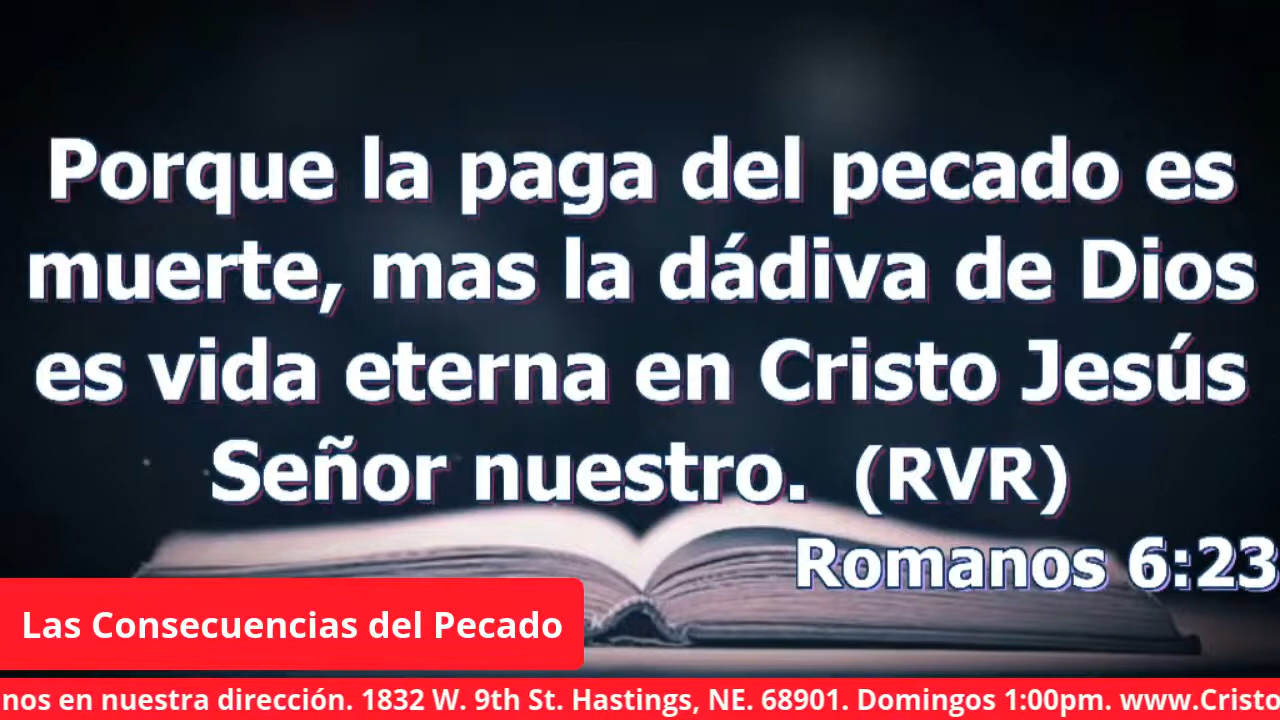 Porque la paga del pecado es
muerte, mas la dádiva de Dios
es vida eterna en Cristo Jesús
Señor nuestro. (RVR)
Romanos 6:23
Las Consecuencias del Pecado
nos en nuestra dirección. 1832 W. 9th St. Hastings, NE. 68901. Domingos 1:00pm. www.Cristo